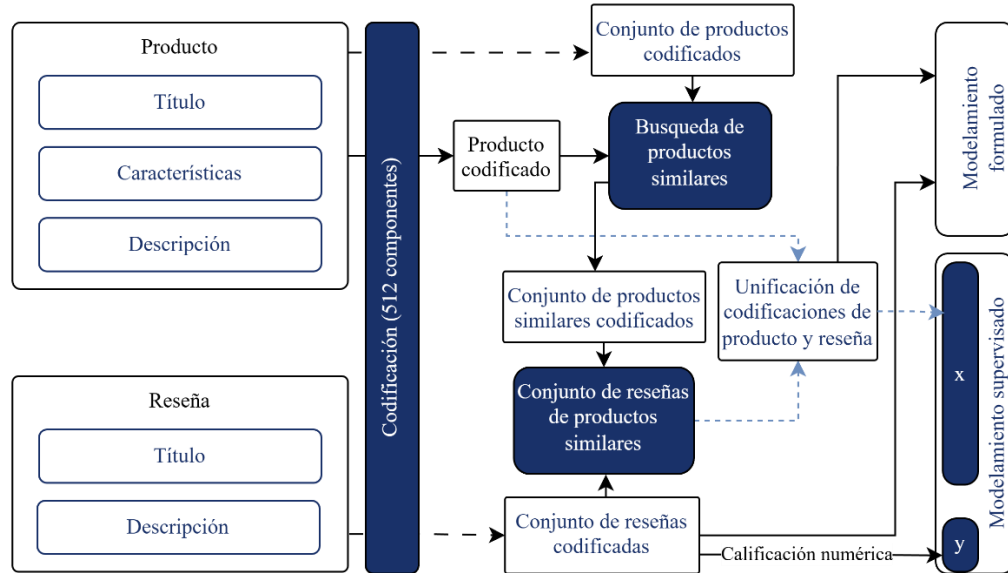 Producto
Título
Características
Descripción
Reseña
Título
Descripción
Codificación (512 componentes)
Conjunto de productos
codificados
Producto
codificado
Busqueda de
productos
similares
Conjunto de productos
similares codificados
Conjunto de reseñas
de productos
similares
Conjunto de reseñas
codificadas
Unificación de
codificaciones de
producto y reseña
Calificación numérica
Modelamiento
formulado
x
y
Modelamiento supervisado